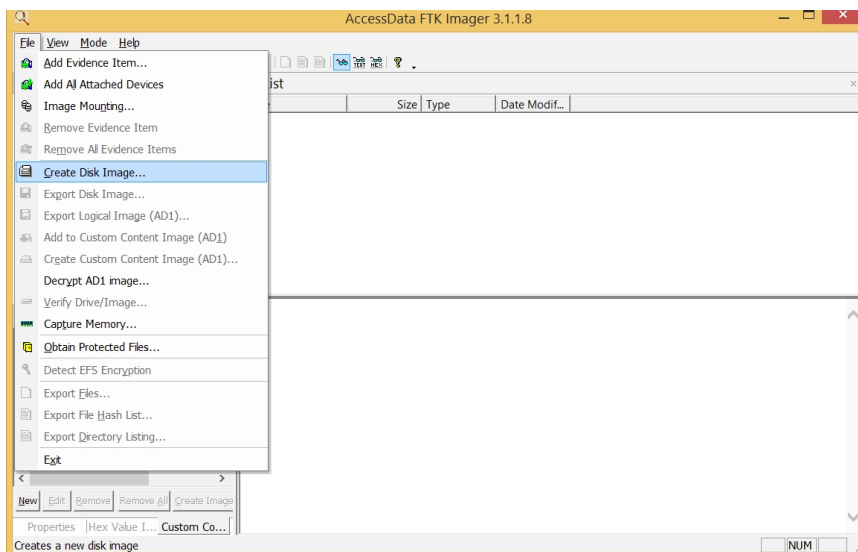 AccessData FTK Imager 3.1.1.8
File View Mode Help
Add Evidence Item...
Add All Attached Devices
Image Mounting...
Remove Evidence Item
Remove All Evidence Items
Create Disk Image...
Export Disk Image...
Export Logical Image (AD1)...
Add to Custom Content Image (AD1)
Create Custom Content Image (AD1)...
Decrypt AD1 image...
Verify Drive/Image...
Capture Memory...
Obtain Protected Files...
Detect EFS Encryption
Export Files...
Export File Hash List...
Export Directory Listing...
Exit
ist
Size Type Date Modif...
New Edit Remove Remove All Create Image
Properties Hex Value I... Custom Co...
Creates a new disk image
NUM